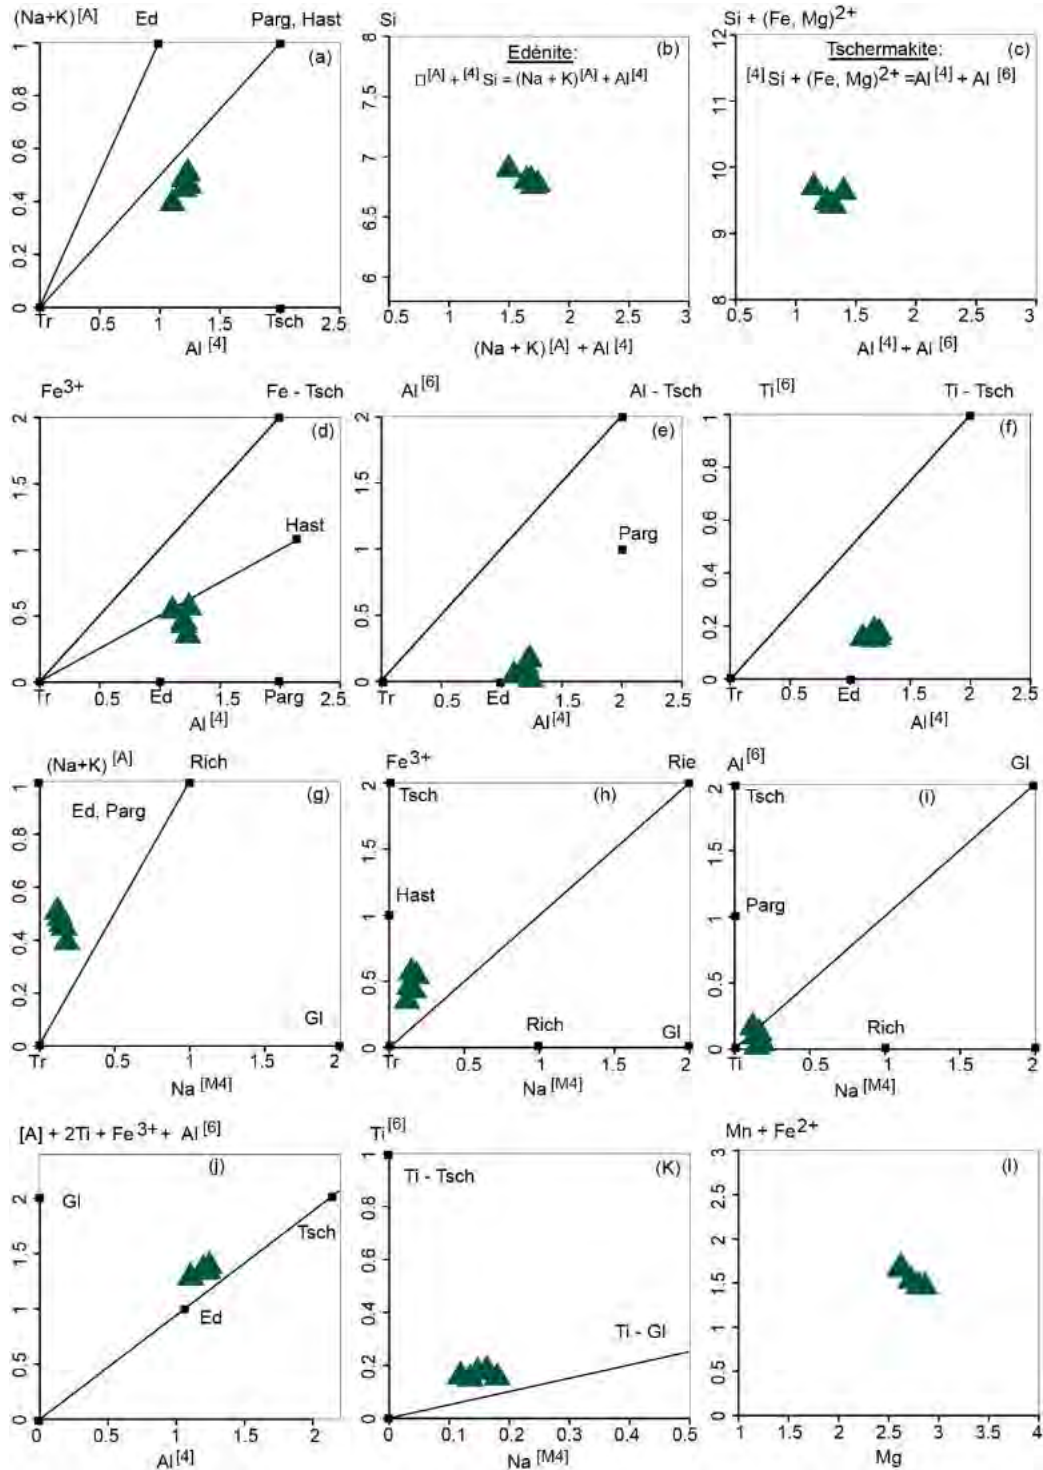 (Na+K)[A] Ed Parg, Hast
(a)
1
0.8
0.6
0.4
0.2
0
Tr 0.5 1 1.5 Tsch 2.5
Al [4]
Si
(b)
Edénite:
□[A] + [4]Si = (Na + K)[A] + Al[4]
8
7.5
7
6.5
6
0.5 1 1.5 2 2.5 3
(Na + K)[A] + Al[4]
Si + (Fe, Mg)2+
Tschermakite: (c)
[4]Si + (Fe, Mg)2+ =Al[4] + Al [6]
12
11
10
9
8
0.5 1 1.5 2 2.5 3
Al[4] + Al[6]
Fe3+ Fe - Tsch
(d)
2
1.5
1
0.5
0
Hast
Tr Ed 1.5 Parg 2.5
Al[4]
Al[6] Al - Tsch
(e)
2
1.5
1
0.5
0
Parg
Tr 0.5 Ed 1.5 2 2.5
Al[4]
Ti[6] Ti - Tsch
(f)
1
0.8
0.6
0.4
0.2
0
Tr 0.5 Ed 1.5 2 2.5
Al[4]
(Na+K) [A] Rich
(g)
Ed, Parg
1
0.8
0.6
0.4
0.2
0
Gl
Tr 0.5 1 1.5 2
Na[M4]
Fe3+ Rie
Tsch (h)
2
1.5
1
0.5
0
Hast
Rich Gl
Tr 0.5 1 1.5 2
Na[M4]
Al[6] Gl
Tsch (i)
2
1.5
1
0.5
0
Parg
Rich
Ti 0.5 1 1.5 2
Na[M4]
[A] + 2Ti + Fe3+ + Al[6]
(j)
2
1.5
1
0.5
0
Gl
Tsch
Ed
0 1 2
Al[4]
Ti[6]
(K)
Ti - Tsch
1
0.8
0.6
0.4
0.2
0
Ti - Gl
0 0.1 0.2 0.3 0.4 0.5
Na[M4]
Mn + Fe2+
(l)
3
2.5
2
1.5
1
0.5
0
1 1.5 2 2.5 3 3.5 4
Mg